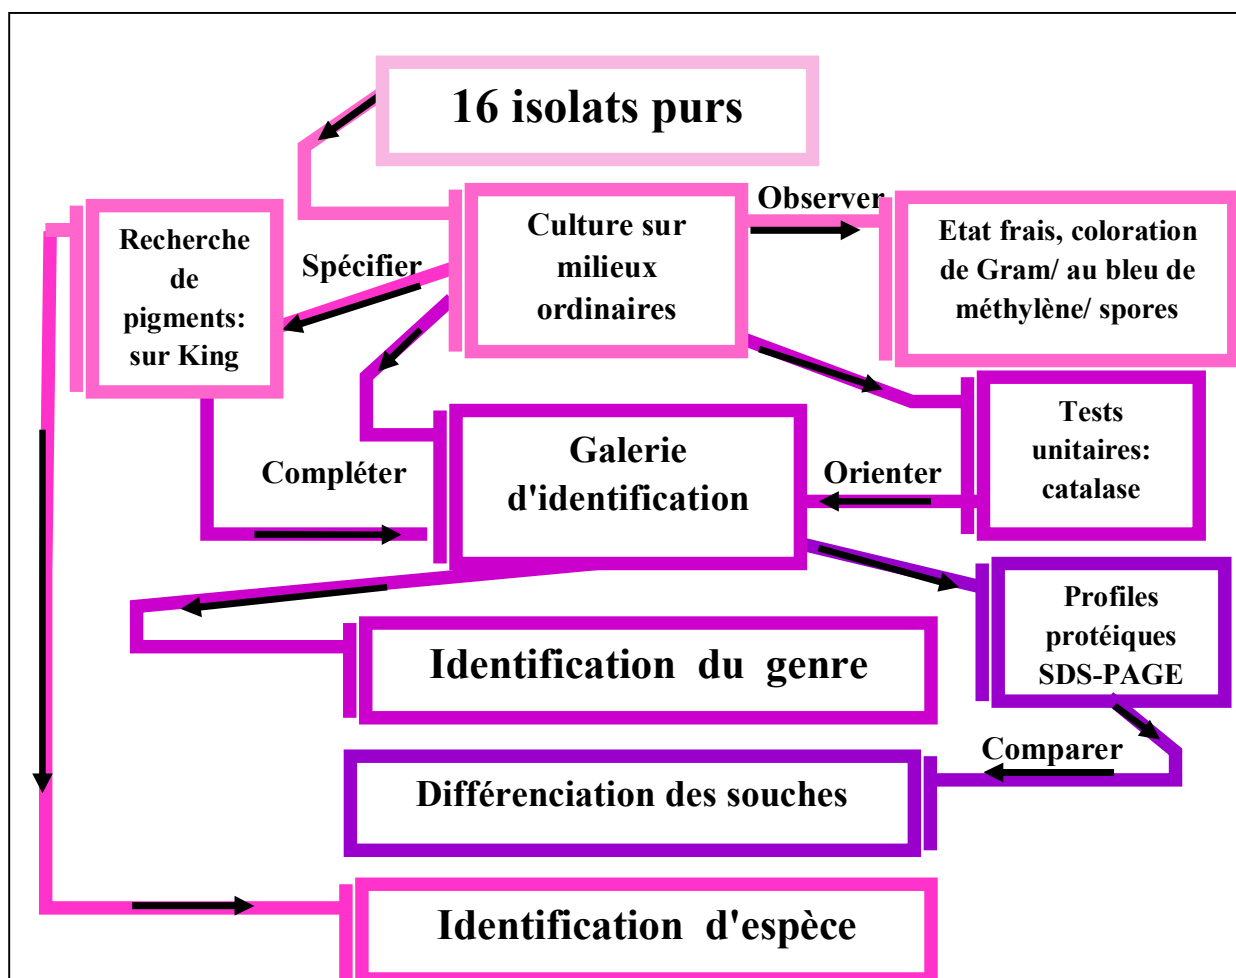 16 isolats purs
Observer
Culture sur
milieux
ordinaires
Etat frais, coloration
de Gram/ au bleu de
méthylène/ spores
Recherche
de
pigments:
sur King
Spécifier
Tests
unitaires:
catalase
Galerie
d'identification
Compléter
Orienter
Profiles
protéiques
SDS-PAGE
Identification du genre
Comparer
Différenciation des souches
Identification d'espèce